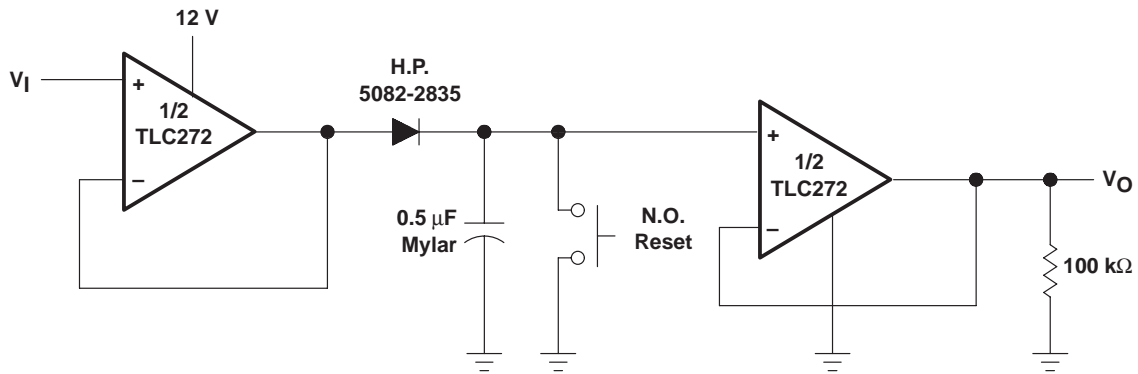 12 V
V_I
+
1/2
TLC272
–
H.P.
5082-2835
0.5 μF
Mylar
N.O.
Reset
+
1/2
TLC272
–
V_O
100 kΩ